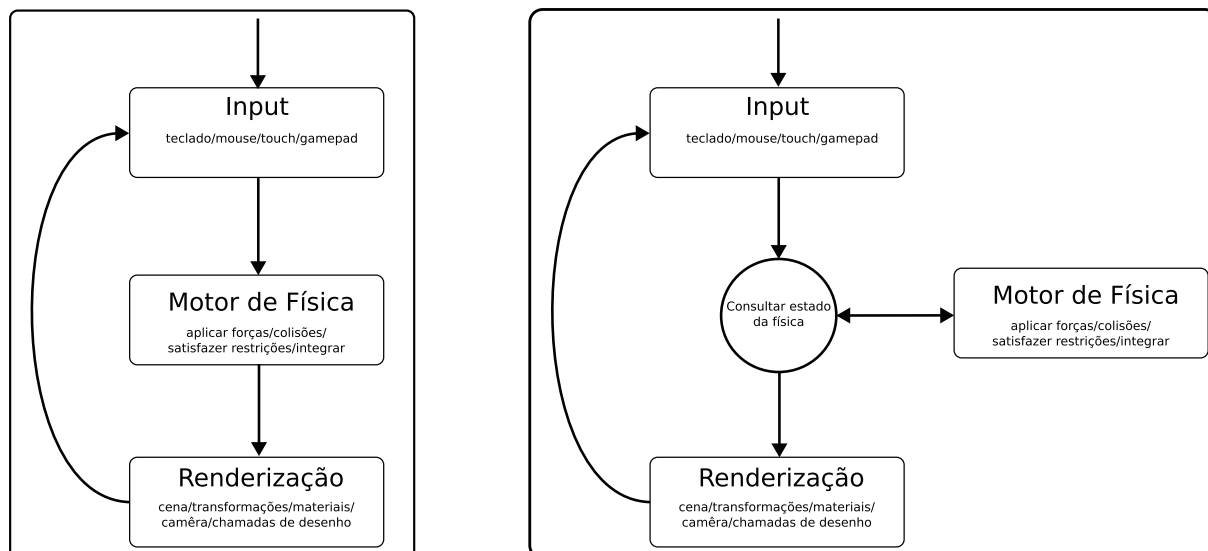 Input
teclado/mouse/touch/gamepad
Motor de Física
aplicar forças/colisões/
satisfazer restrições/integrar
Renderização
cena/transformações/materiais/
camêra/chamadas de desenho
Input
teclado/mouse/touch/gamepad
Consultar estado
da física
Motor de Física
aplicar forças/colisões/
satisfazer restrições/integrar
Renderização
cena/transformações/materiais/
camêra/chamadas de desenho